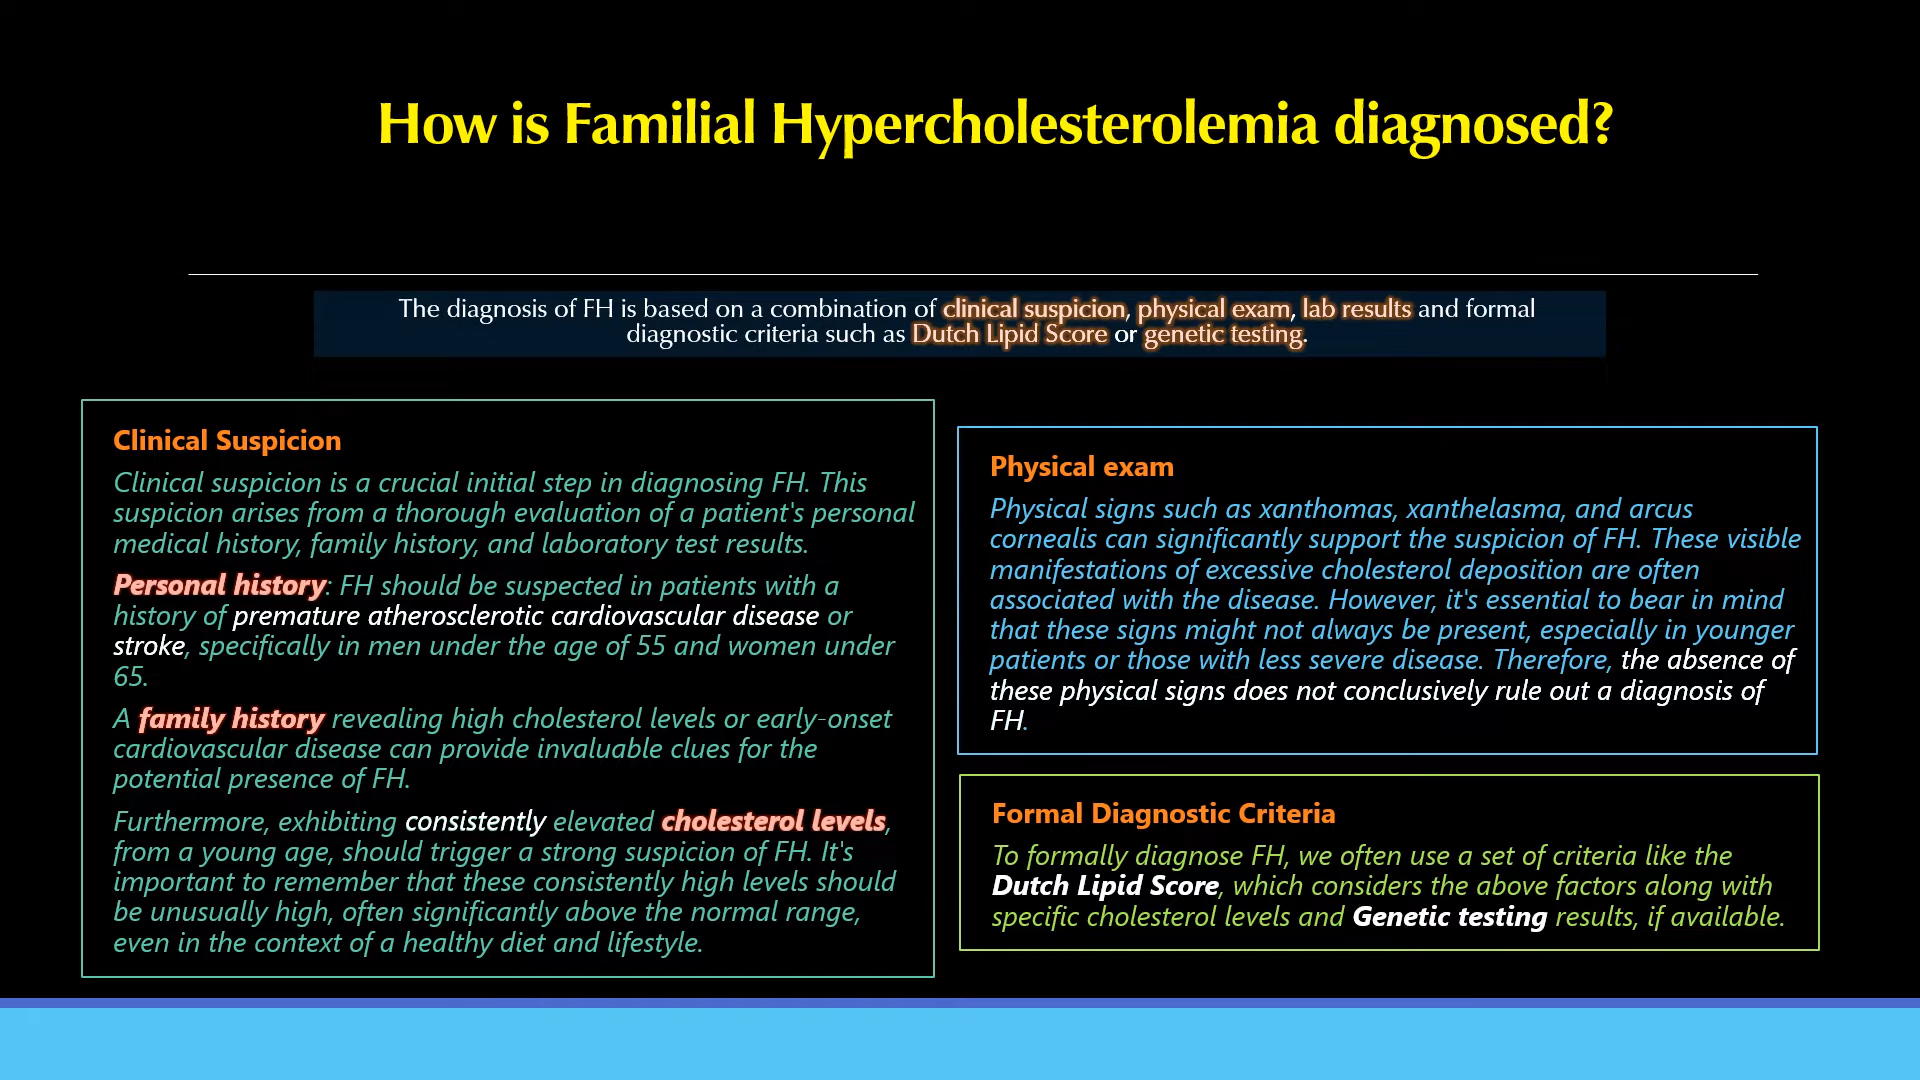 How is Familial Hypercholesterolemia diagnosed?
The diagnosis of FH is based on a combination of clinical suspicion, physical exam, lab results and formal
diagnostic criteria such as Dutch Lipid Score or genetic testing.
Clinical Suspicion
Clinical suspicion is a crucial initial step in diagnosing FH. This
suspicion arises from a thorough evaluation of a patient's personal
medical history, family history, and laboratory test results.
Personal history: FH should be suspected in patients with a
history of premature atherosclerotic cardiovascular disease or
stroke, specifically in men under the age of 55 and women under
65.
A family history revealing high cholesterol levels or early-onset
cardiovascular disease can provide invaluable clues for the
potential presence of FH.
Furthermore, exhibiting consistently elevated cholesterol levels,
from a young age, should trigger a strong suspicion of FH. It's
important to remember that these consistently high levels should
be unusually high, often significantly above the normal range,
even in the context of a healthy diet and lifestyle.
Physical exam
Physical signs such as xanthomas, xanthelasma, and arcus
cornealis can significantly support the suspicion of FH. These visible
manifestations of excessive cholesterol deposition are often
associated with the disease. However, it's essential to bear in mind
that these signs might not always be present, especially in younger
patients or those with less severe disease. Therefore, the absence of
these physical signs does not conclusively rule out a diagnosis of
FH.
Formal Diagnostic Criteria
To formally diagnose FH, we often use a set of criteria like the
Dutch Lipid Score, which considers the above factors along with
specific cholesterol levels and Genetic testing results, if available.